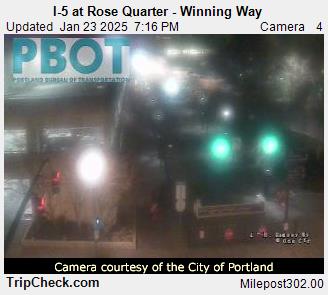 I-5 at Rose Quarter - Winning Way
Updated Jan 23 2025 7:16 PM Camera 4
PBOT
PORTLAND BUREAU OF TRANSPORTATION
Camera courtesy of the City of Portland
TripCheck.com Milepost302.00